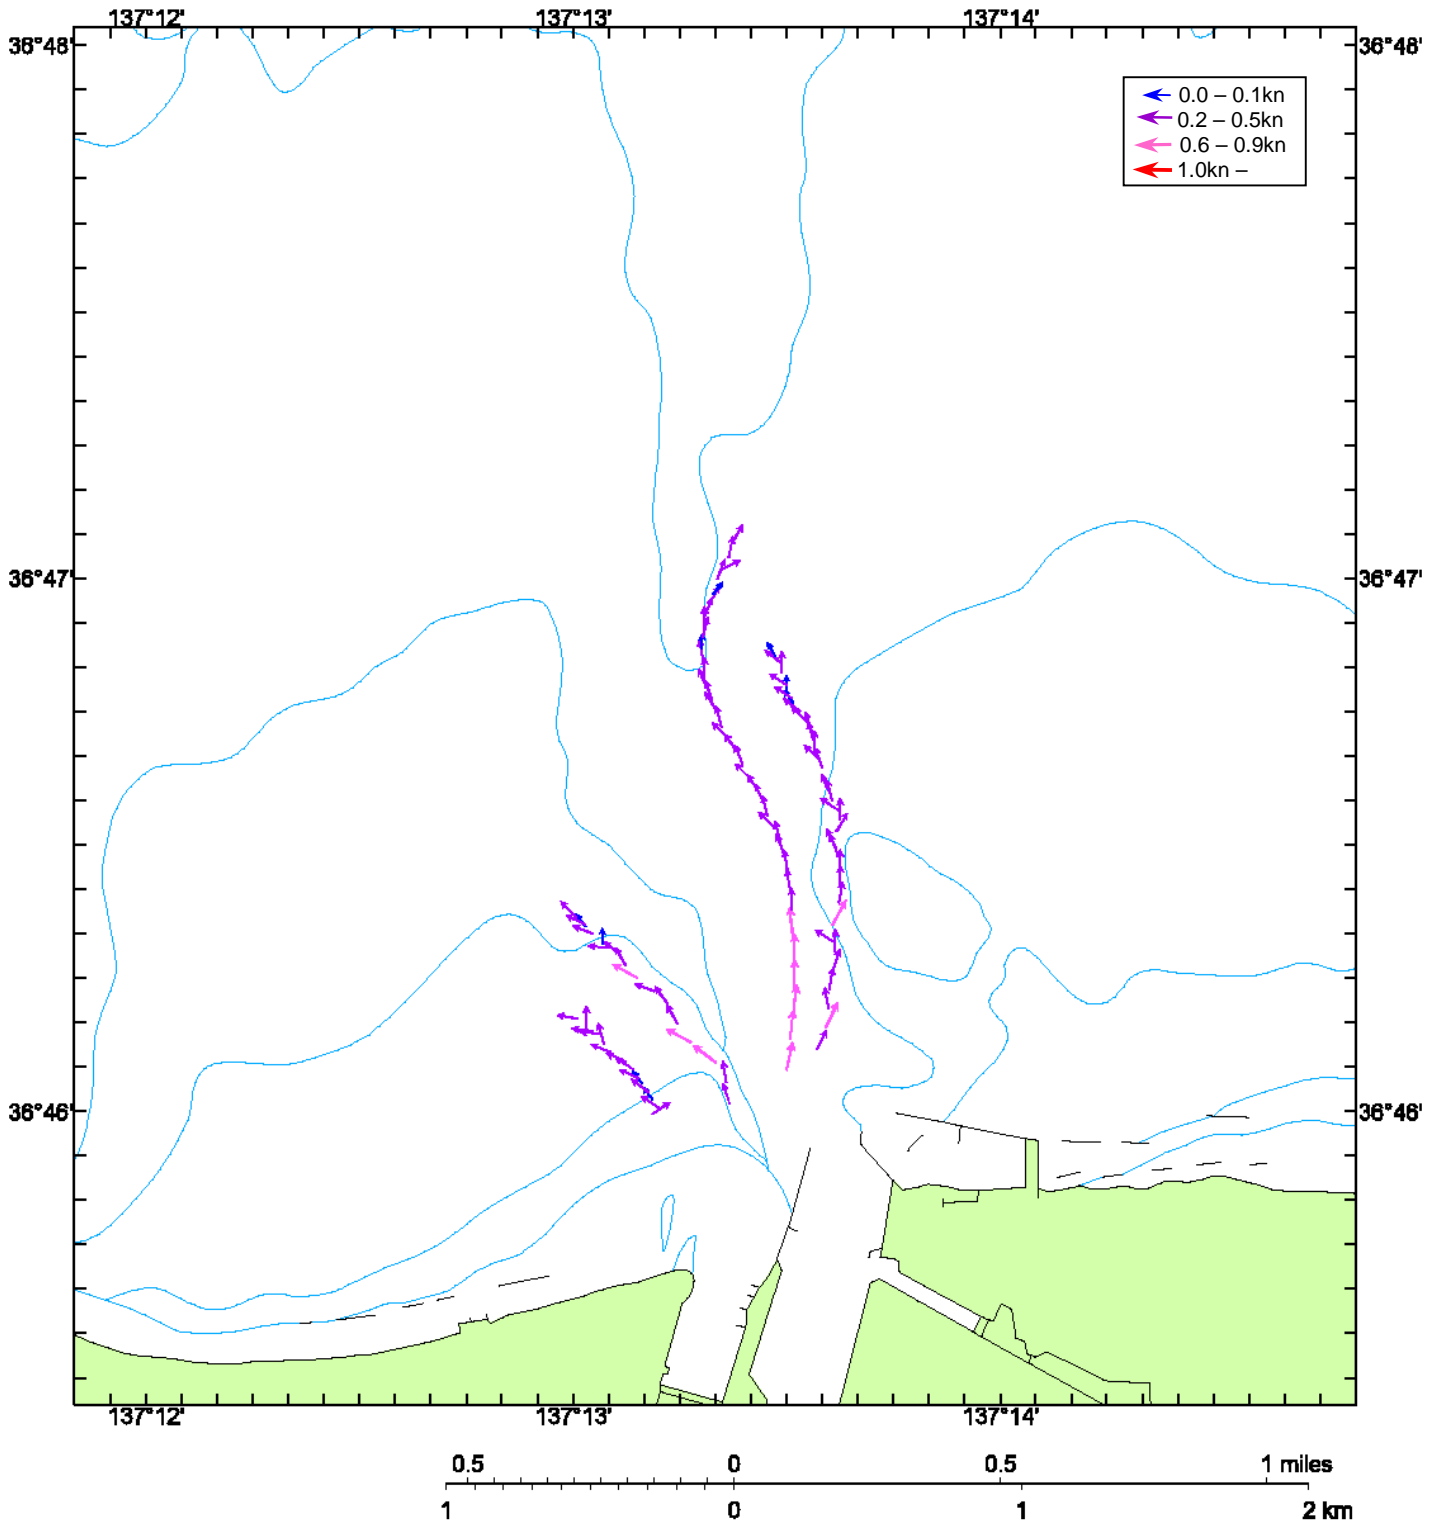 137°12' 137°13' 137°14'
36°48' 36°48'
0.0 – 0.1kn
0.2 – 0.5kn
0.6 – 0.9kn
1.0kn –
36°47' 36°47'
36°46' 36°46'
137°12' 137°13' 137°14'
0.5 0 0.5 1 miles
1 0 1 2 km